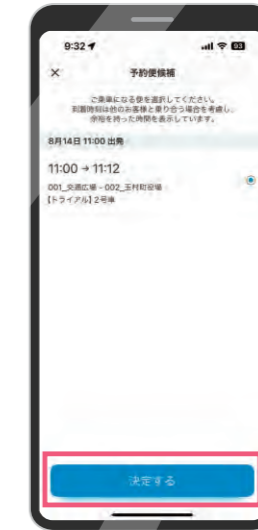 9:32
93
×
予約便候補
ご乗車になる便を選択してください。
到着時刻は他のお客様と乗り合う場合を考慮し、
余裕を持った時間を表示しています。
8月14日 11:00 出発
11:00 → 11:12
001_交通広場 - 002_玉村町役場
【トライアル】2号車
決定する